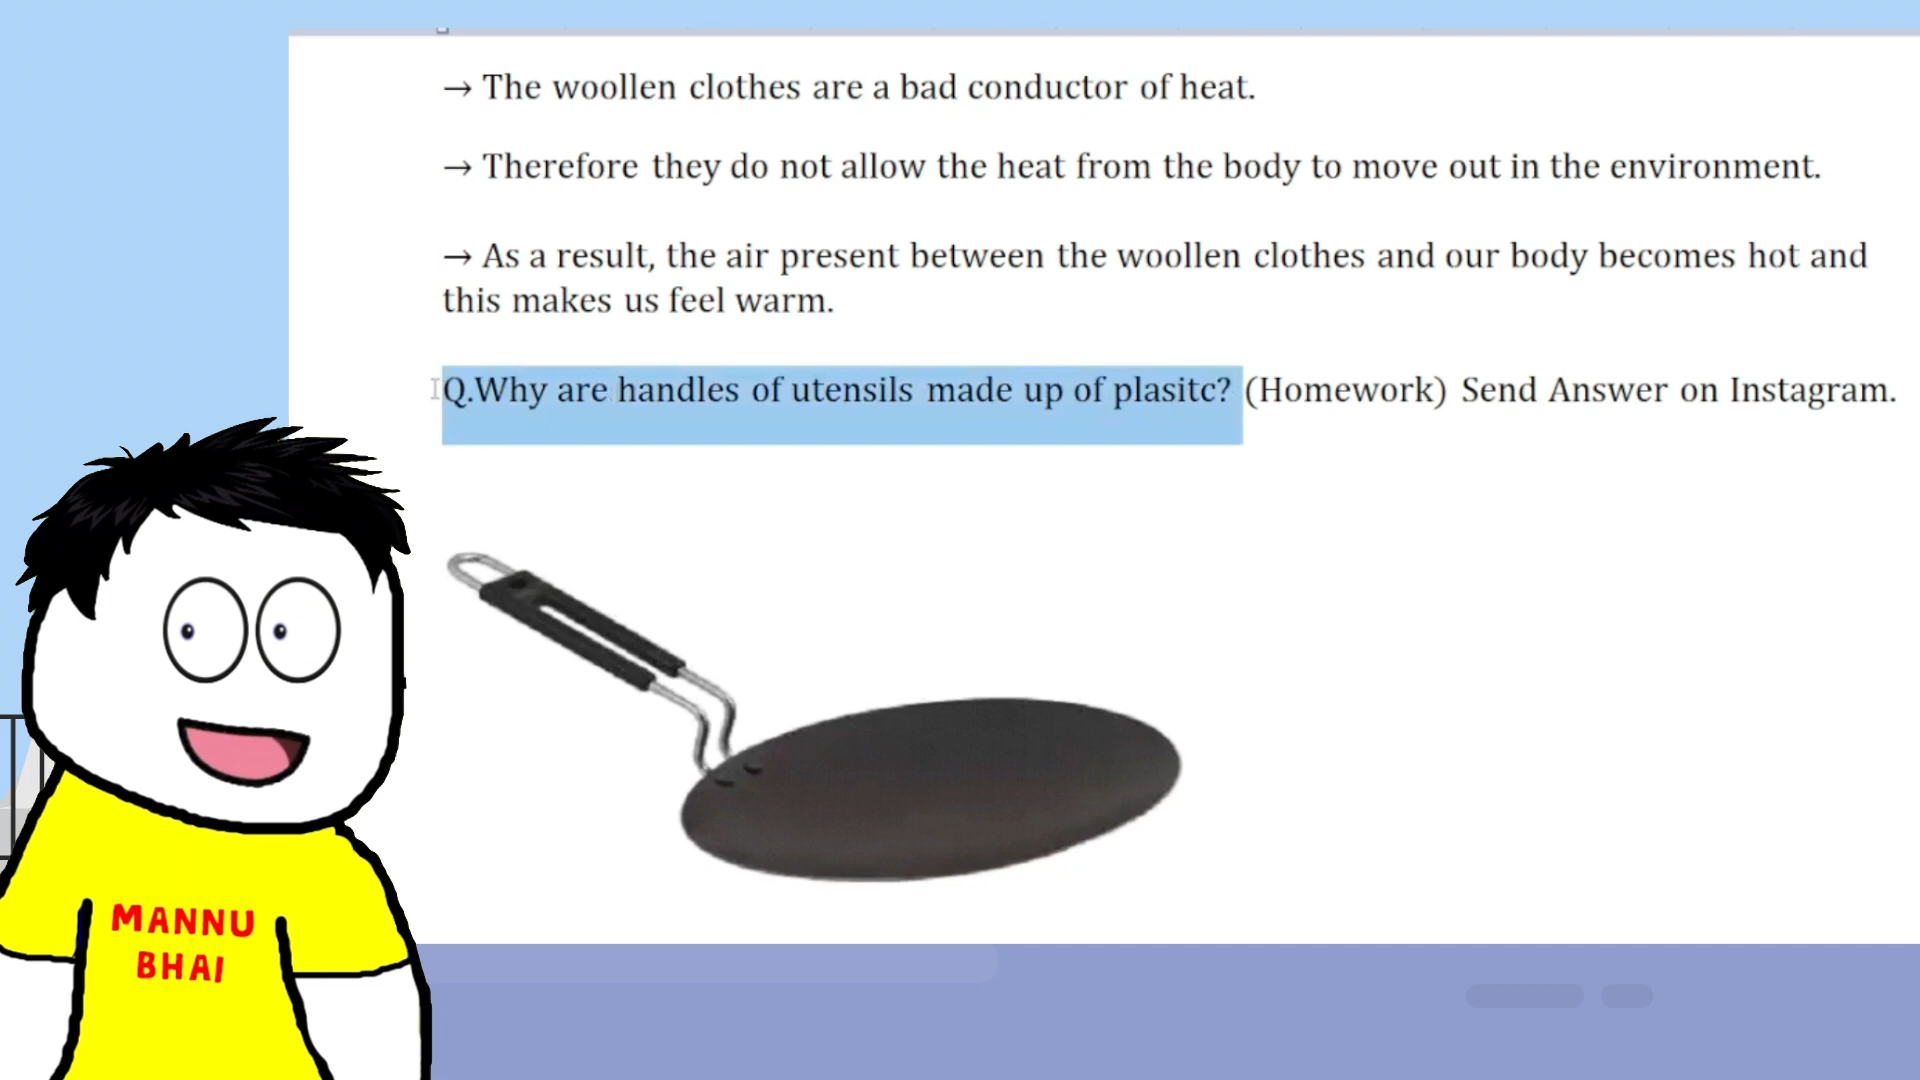 → The woollen clothes are a bad conductor of heat.
→ Therefore they do not allow the heat from the body to move out in the environment.
→ As a result, the air present between the woollen clothes and our body becomes hot and
this makes us feel warm.
Q.Why are handles of utensils made up of plasitc? (Homework) Send Answer on Instagram.
MANNU
BHAI